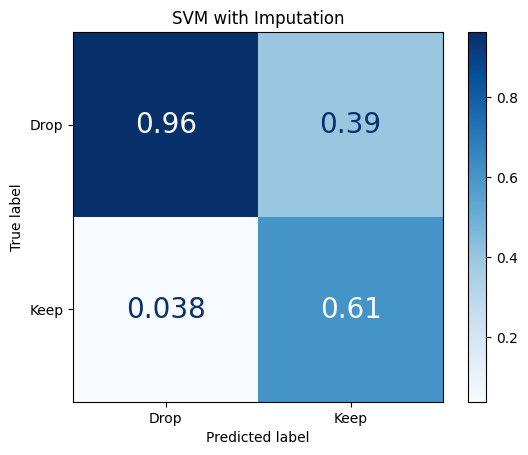 SVM with Imputation
True label
Drop
0.96
0.39
Keep
0.038
0.61
Drop
Keep
Predicted label
0.8
0.6
0.4
0.2